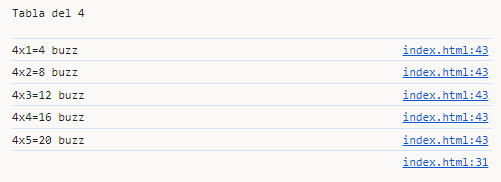 Tabla del 4
4x1=4 buzz index.html:43
4x2=8 buzz index.html:43
4x3=12 buzz index.html:43
4x4=16 buzz index.html:43
4x5=20 buzz index.html:43
index.html:31